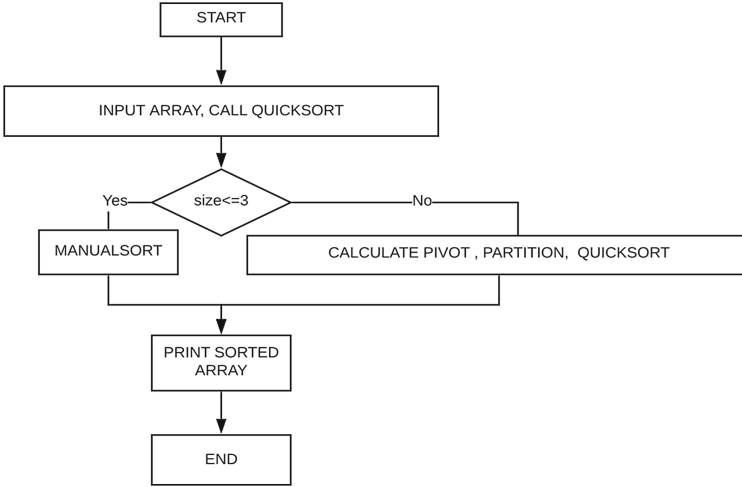 START
INPUT ARRAY, CALL QUICKSORT
size<=3
Yes
No
MANUALSORT
CALCULATE PIVOT , PARTITION,  QUICKSORT
PRINT SORTED
ARRAY
END